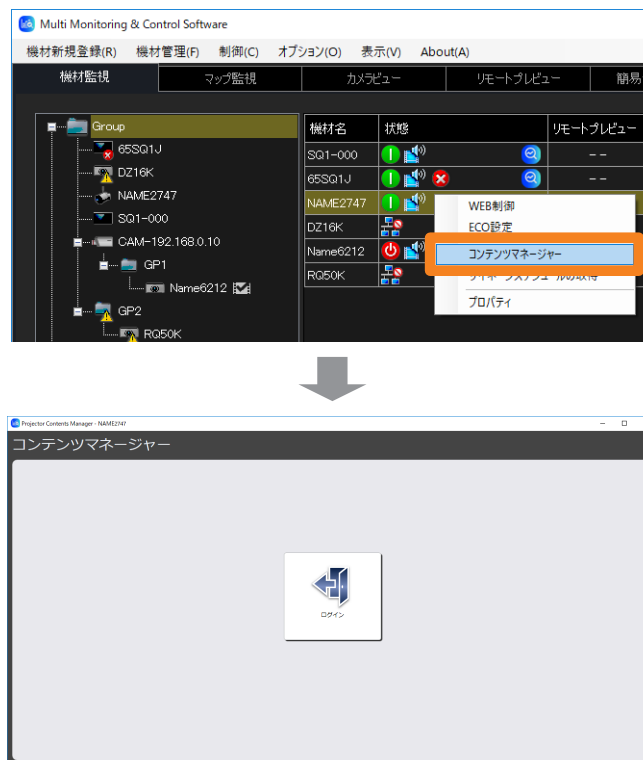 Multi Monitoring & Control Software
機材新規登録(R) 機材管理(F) 制御(C) オプション(O) 表示(V) About(A)
機材監視 マップ監視 カメラビュー リモートプレビュー 簡易
Group
65SQ1J
DZ16K
NAME2747
SQ1-000
CAM-192.168.0.10
GP1
Name6212
GP2
RQ50K
機材名 状態 リモートプレビュー
SQ1-000 --
65SQ1J --
NAME2747
DZ16K
Name6212
RQ50K
WEB制御
ECO設定
コンテンツマネージャー
プロパティ
Projector Contents Manager - NAME2747
コンテンツマネージャー
ログイン